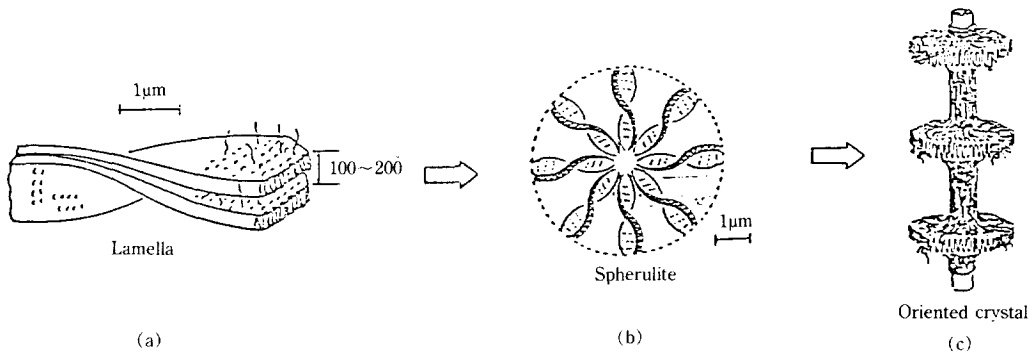 1μm
100～200
Lamella
(a)
1μm
Spherulite
(b)
Oriented crystal
(c)